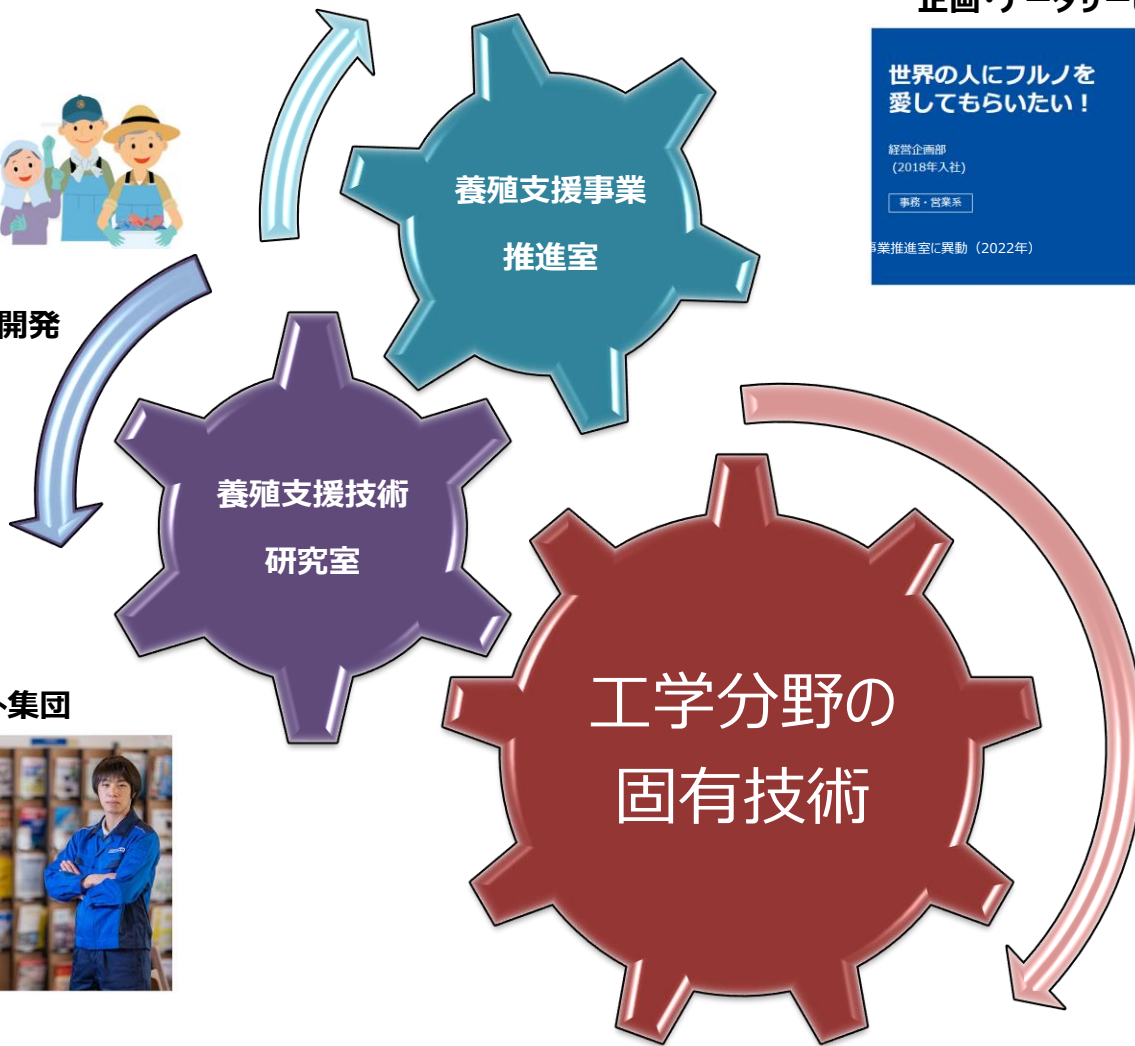 世界の人にフルノを
愛してもらいたい！
経営企画部
(2018年入社)
事務・営業系
業推進室に異動（2022年）
養殖支援事業
推進室
開発
養殖支援技術
研究室
集団
工学分野の
固有技術